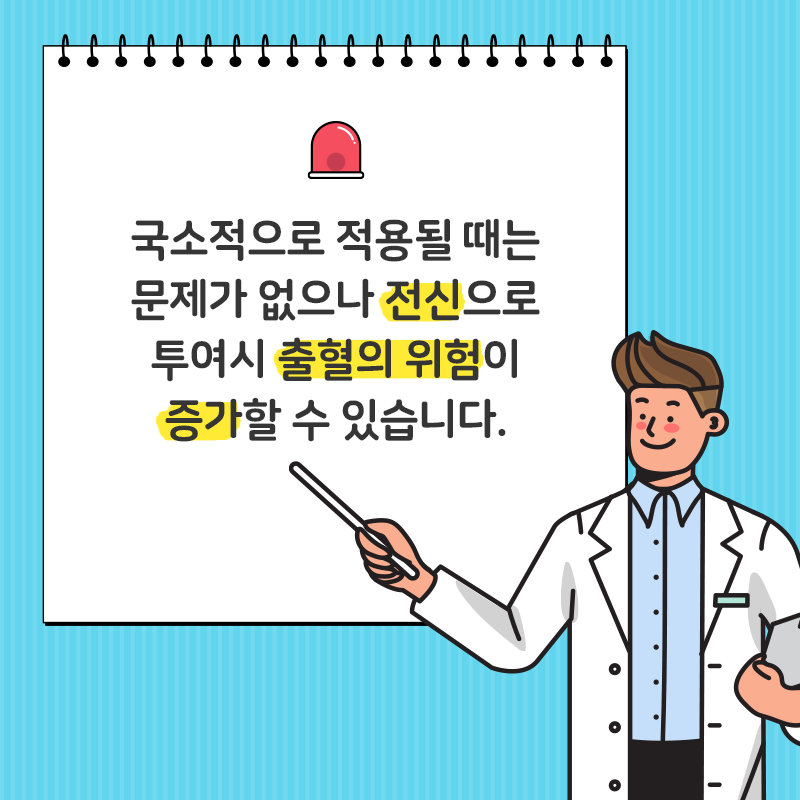 국소적으로 적용될 때는
문제가 없으나 전신으로
투여시 출혈의 위험이
증가할 수 있습니다.